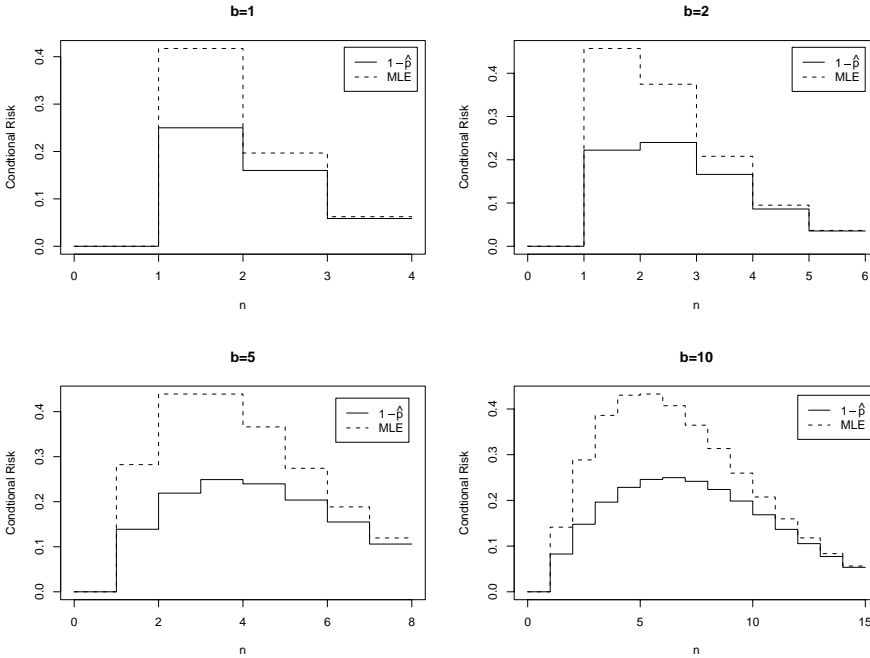 b=1
Condtional Risk
0.0 0.1 0.2 0.3 0.4
1−p̂
MLE
0 1 2 3 4
n
b=2
Condtional Risk
0.0 0.1 0.2 0.3 0.4
1−p̂
MLE
0 1 2 3 4 5 6
n
b=5
Condtional Risk
0.0 0.1 0.2 0.3 0.4
1−p̂
MLE
0 2 4 6 8
n
b=10
Condtional Risk
0.0 0.1 0.2 0.3 0.4
1−p̂
MLE
0 5 10 15
n